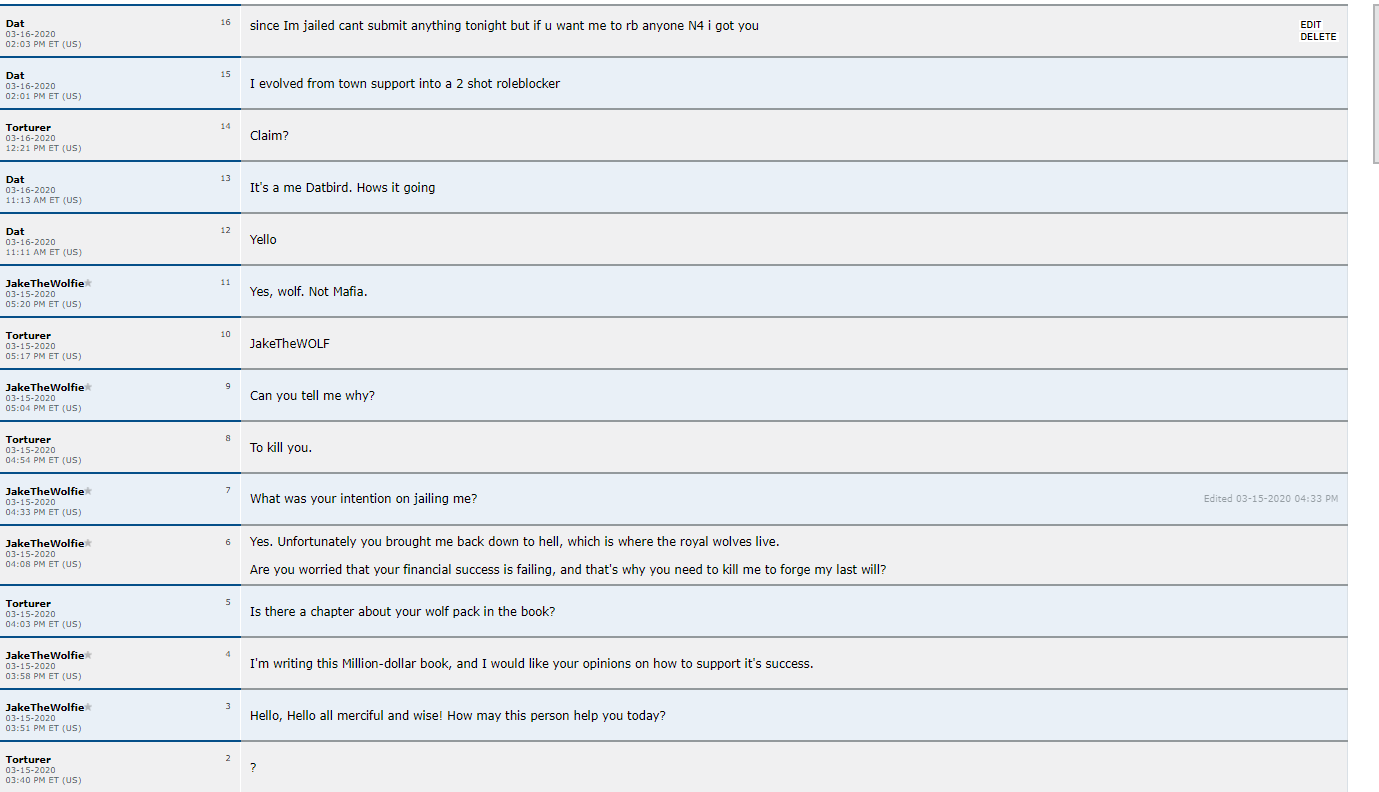 Dat
16
03-16-2020
02:03 PM ET (US)
since Im jailed cant submit anything tonight but if u want me to rb anyone N4 i got you
EDIT
DELETE
Dat
15
03-16-2020
02:01 PM ET (US)
I evolved from town support into a 2 shot roleblocker
Torturer
14
03-16-2020
12:21 PM ET (US)
Claim?
Dat
13
03-16-2020
11:13 AM ET (US)
It's a me Datbird. Hows it going
Dat
12
03-16-2020
11:11 AM ET (US)
Yello
JakeTheWolfie
11
03-15-2020
05:20 PM ET (US)
Yes, wolf. Not Mafia.
Torturer
10
03-15-2020
05:17 PM ET (US)
JakeTheWOLF
JakeTheWolfie
9
03-15-2020
05:04 PM ET (US)
Can you tell me why?
Torturer
8
03-15-2020
04:54 PM ET (US)
To kill you.
JakeTheWolfie
7
03-15-2020
04:33 PM ET (US)
What was your intention on jailing me?
Edited 03-15-2020 04:33 PM
JakeTheWolfie
6
03-15-2020
04:08 PM ET (US)
Yes. Unfortunately you brought me back down to hell, which is where the royal wolves live.
Are you worried that your financial success is failing, and that's why you need to kill me to forge my last will?
Torturer
5
03-15-2020
04:03 PM ET (US)
Is there a chapter about your wolf pack in the book?
JakeTheWolfie
4
03-15-2020
03:58 PM ET (US)
I'm writing this Million-dollar book, and I would like your opinions on how to support it's success.
JakeTheWolfie
3
03-15-2020
03:51 PM ET (US)
Hello, Hello all merciful and wise! How may this person help you today?
Torturer
2
03-15-2020
03:40 PM ET (US)
?